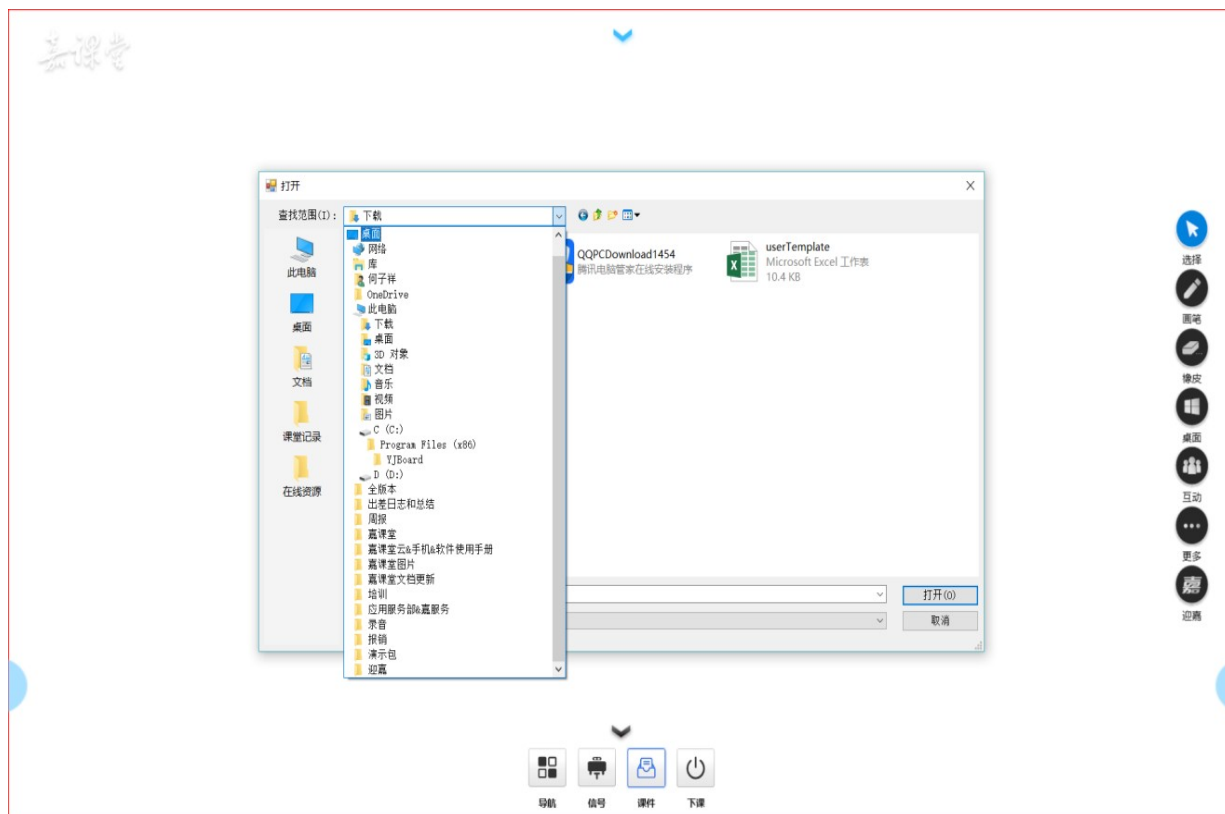 嘉课堂
打开
查找范围(I):
下载
此电脑
桌面
文档
课堂记录
在线资源
桌面
网络
库
何子祥
OneDrive
此电脑
下载
桌面
3D 对象
文档
音乐
视频
图片
C (C:)
Program Files (x86)
YJBoard
D (D:)
全版本
出差日志和总结
周报
嘉课堂
嘉课堂云&手机&软件使用手册
嘉课堂图片
嘉课堂文档更新
培训
应用服务部&嘉服务
录音
报销
演示包
迎嘉
QQPCDownload1454
腾讯电脑管家在线安装程序
userTemplate
Microsoft Excel 工作表
10.4 KB
打开(O)
取消
选择
画笔
橡皮
桌面
互动
更多
嘉
迎嘉
导航
信号
课件
下课